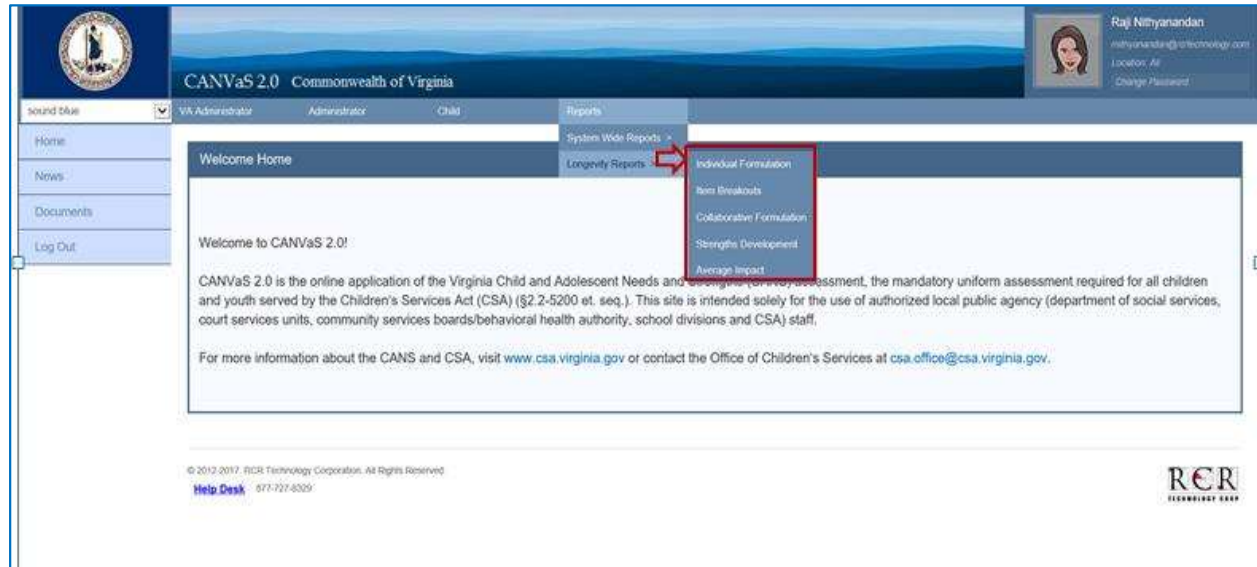 Raji Nithyanandan
Location: All
Change Password
CANVaS 2.0 Commonwealth of Virginia
sound blue
VA Administrator Administrator Child Reports
Home
News
Documents
Log Out
System Wide Reports >
Longevity Reports
Individual Formulation
Item Breakouts
Collaborative Formulation
Strengths Development
Average Impact
Welcome Home
Welcome to CANVaS 2.0!
CANVaS 2.0 is the online application of the Virginia Child and Adolescent Needs and Strengths (CANS) assessment, the mandatory uniform assessment required for all children
and youth served by the Children's Services Act (CSA) (§2.2-5200 et. seq.). This site is intended solely for the use of authorized local public agency (department of social services,
court services units, community services boards/behavioral health authority, school divisions and CSA) staff.
For more information about the CANS and CSA, visit www.csa.virginia.gov or contact the Office of Children's Services at csa.office@csa.virginia.gov.
© 2012-2017. RCR Technology Corporation. All Rights Reserved
Help Desk 877-727-8329
RCR
TECHNOLOGY CORP